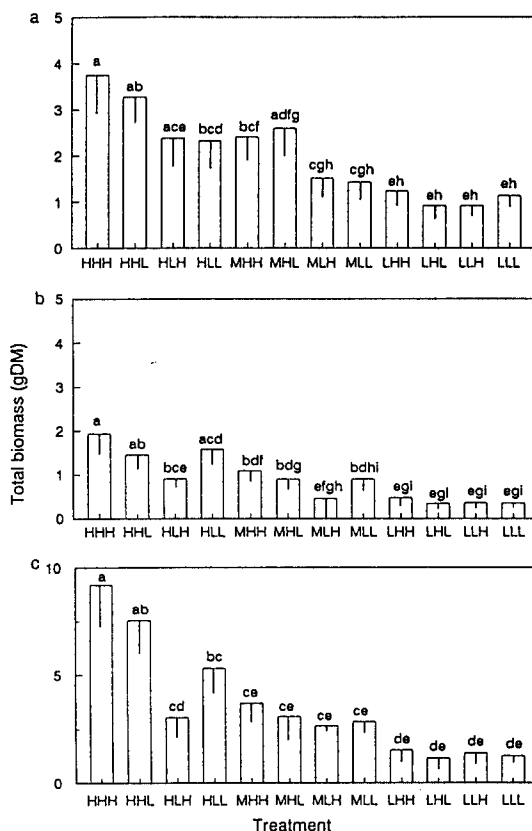 a
5
4
3
2
1
0
a ab ace bcd bcf adfg cgh cgh eh eh eh eh
HHH HHL HLH HLL MHH MHL MLH MLL LHH LHL LLH LLL
b
5
4
3
2
1
0
a ab bce acd bdf bdg efgh bdhi egi egi egi egi
HHH HHL HLH HLL MHH MHL MLH MLL LHH LHL LLH LLL
c
10
5
0
a ab cd bc ce ce ce ce de de de de
HHH HHL HLH HLL MHH MHL MLH MLL LHH LHL LLH LLL
Total biomass (gDM)
Treatment